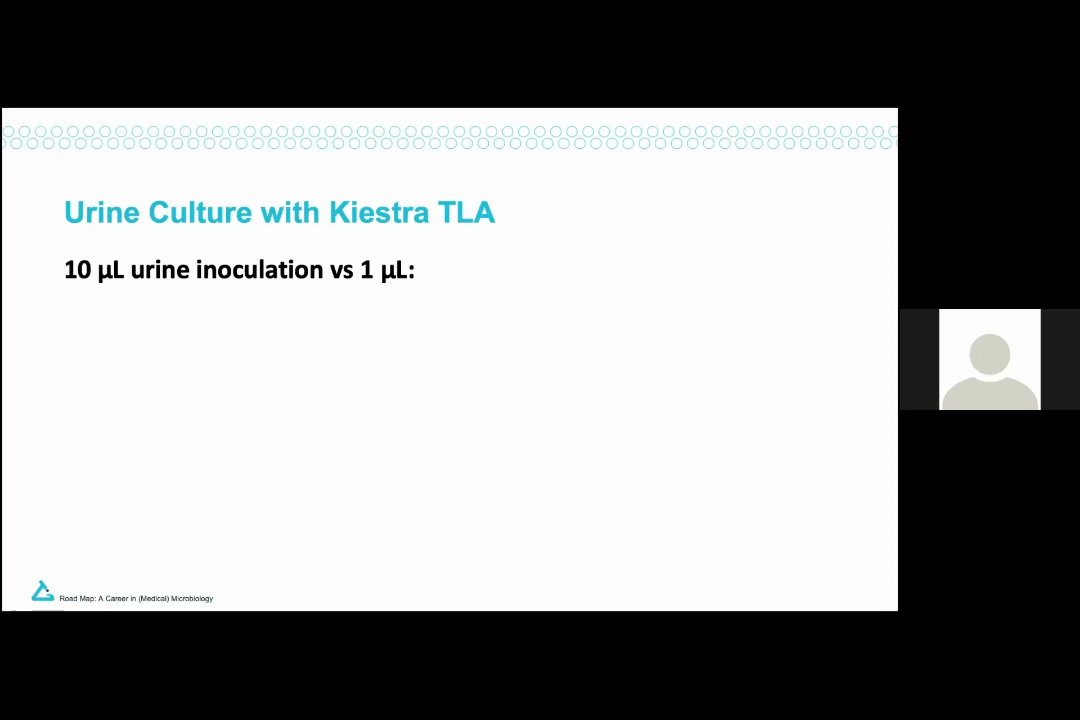 Urine Culture with Kiestra TLA
10 µL urine inoculation vs 1 µL:
Road Map: A Career in (Medical) Microbiology